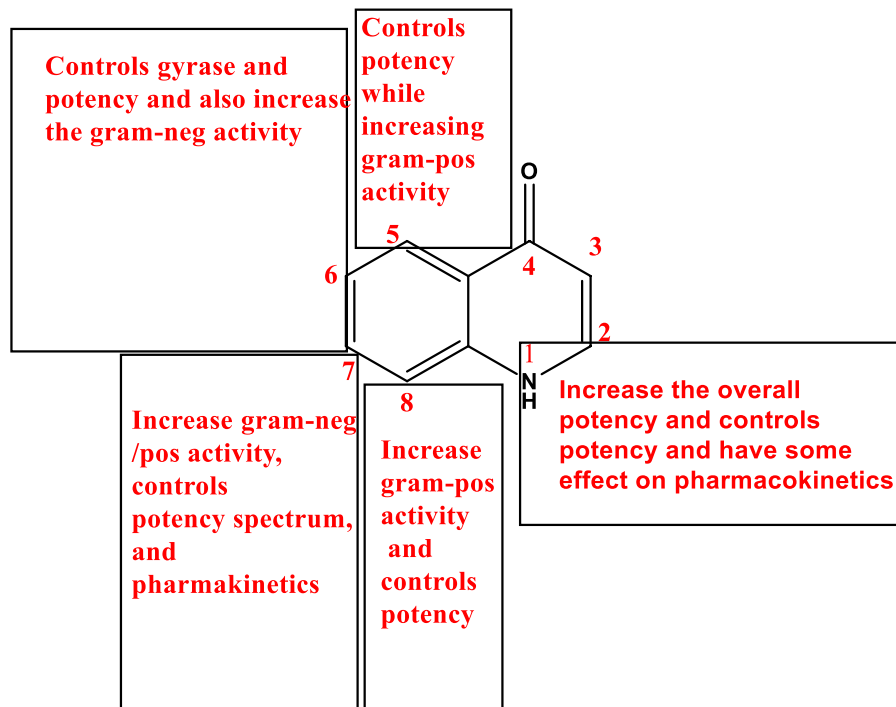 Controls gyrase and
potency and also increase
the gram-neg activity
Controls
potency
while
increasing
gram-pos
activity
O
5
4
3
6
2
1
7
8
N
H
Increase the overall
potency and controls
potency and have some
effect on pharmacokinetics
Increase gram-neg
/pos activity,
controls
potency spectrum,
and
pharmakinetics
Increase
gram-pos
activity
and
controls
potency